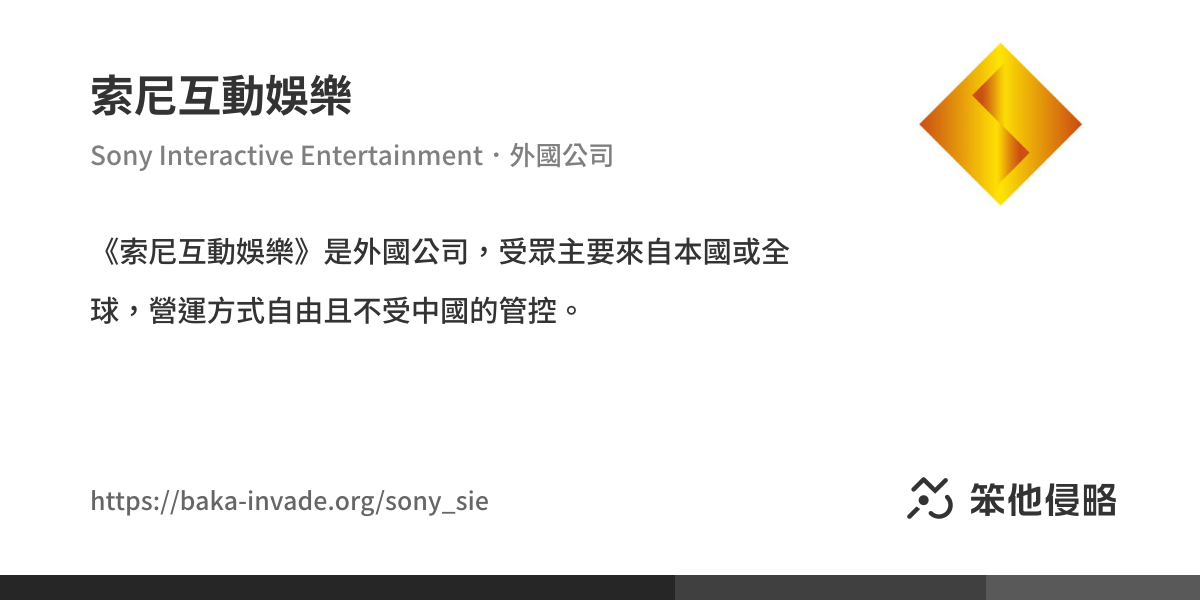 索尼互動娛樂
Sony Interactive Entertainment・外國公司
《索尼互動娛樂》是外國公司，受眾主要來自本國或全
球，營運方式自由且不受中國的管控。
https://baka-invade.org/sony_sie
笨他侵略